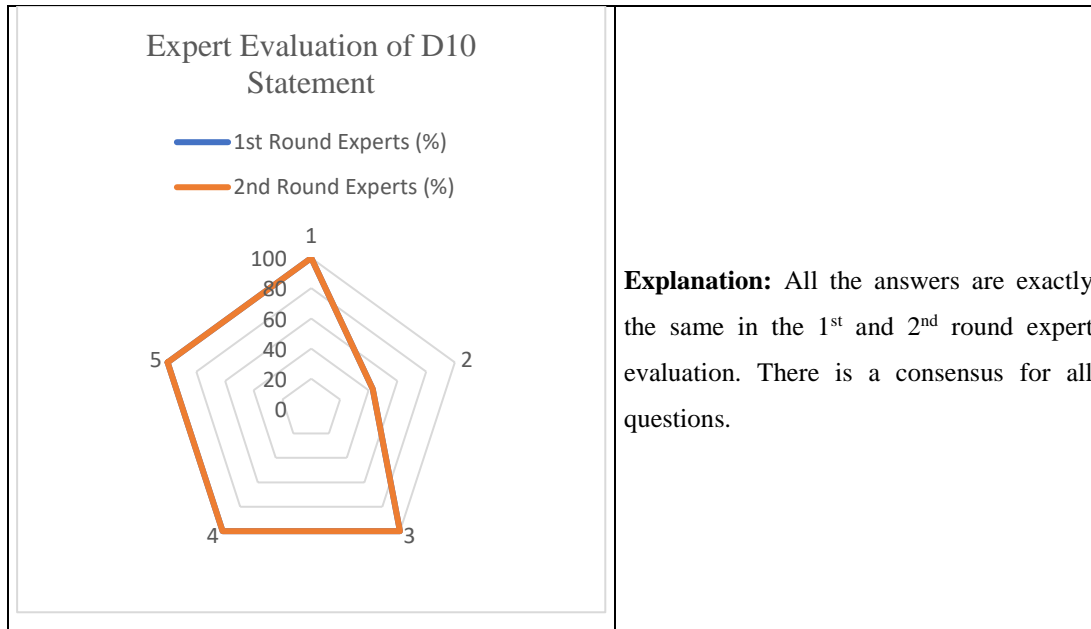 Expert Evaluation of D10
Statement
1st Round Experts (%)
2nd Round Experts (%)
1
100
80
60
40
20
0
5
2
4
3
Explanation: All the answers are exactly
the same in the 1st and 2nd round expert
evaluation. There is a consensus for all
questions.